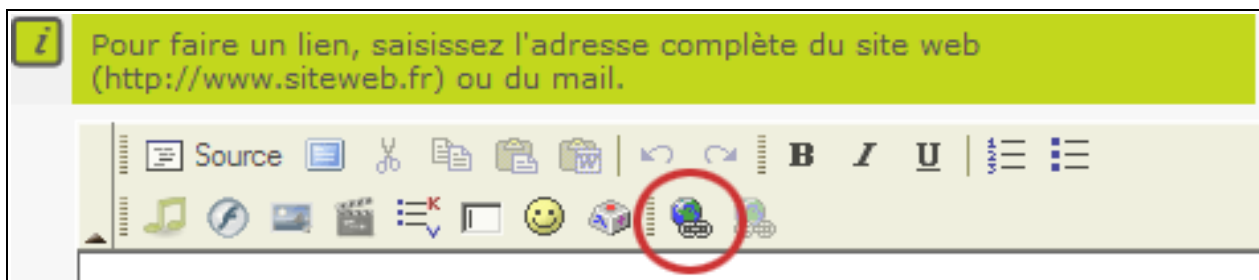 i
Pour faire un lien, saisissez l'adresse complète du site web
(http://www.siteweb.fr) ou du mail.
Source B I U